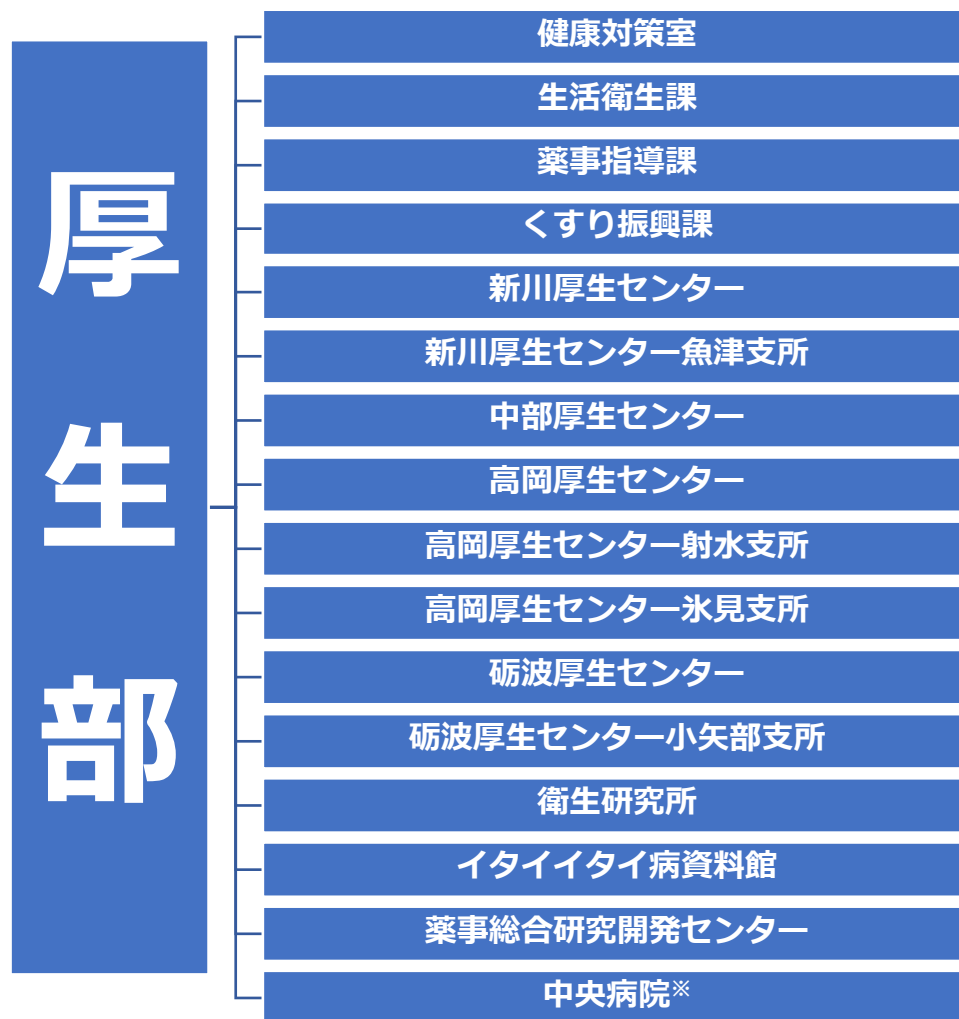 厚生部
健康対策室
生活衛生課
薬事指導課
くすり振興課
新川厚生センター
新川厚生センター魚津支所
中部厚生センター
高岡厚生センター
高岡厚生センター射水支所
高岡厚生センター氷見支所
砺波厚生センター
砺波厚生センター小矢部支所
衛生研究所
イタイイタイ病資料館
薬事総合研究開発センター
中央病院※